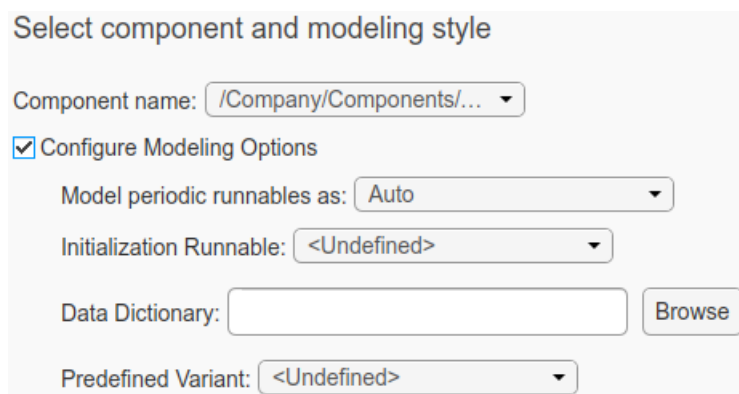 Select component and modeling style
Component name: /Company/Components/...
Configure Modeling Options
Model periodic runnables as: Auto
Initialization Runnable: <Undefined>
Data Dictionary: Browse
Predefined Variant: <Undefined>